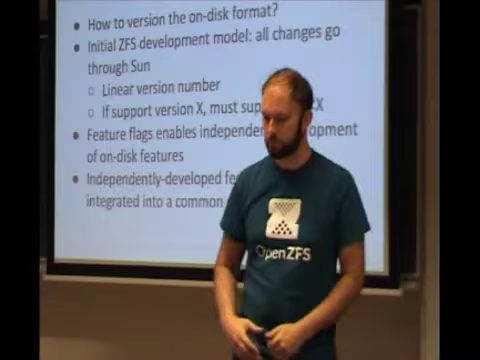 How to version the on-disk format?
Initial ZFS development model: all changes go
through Sun
Linear version number
If support version X, must sup X
Feature flags enables indepen opment
of on-disk features
Independently-developed fe
integrated into a common
OpenZFS